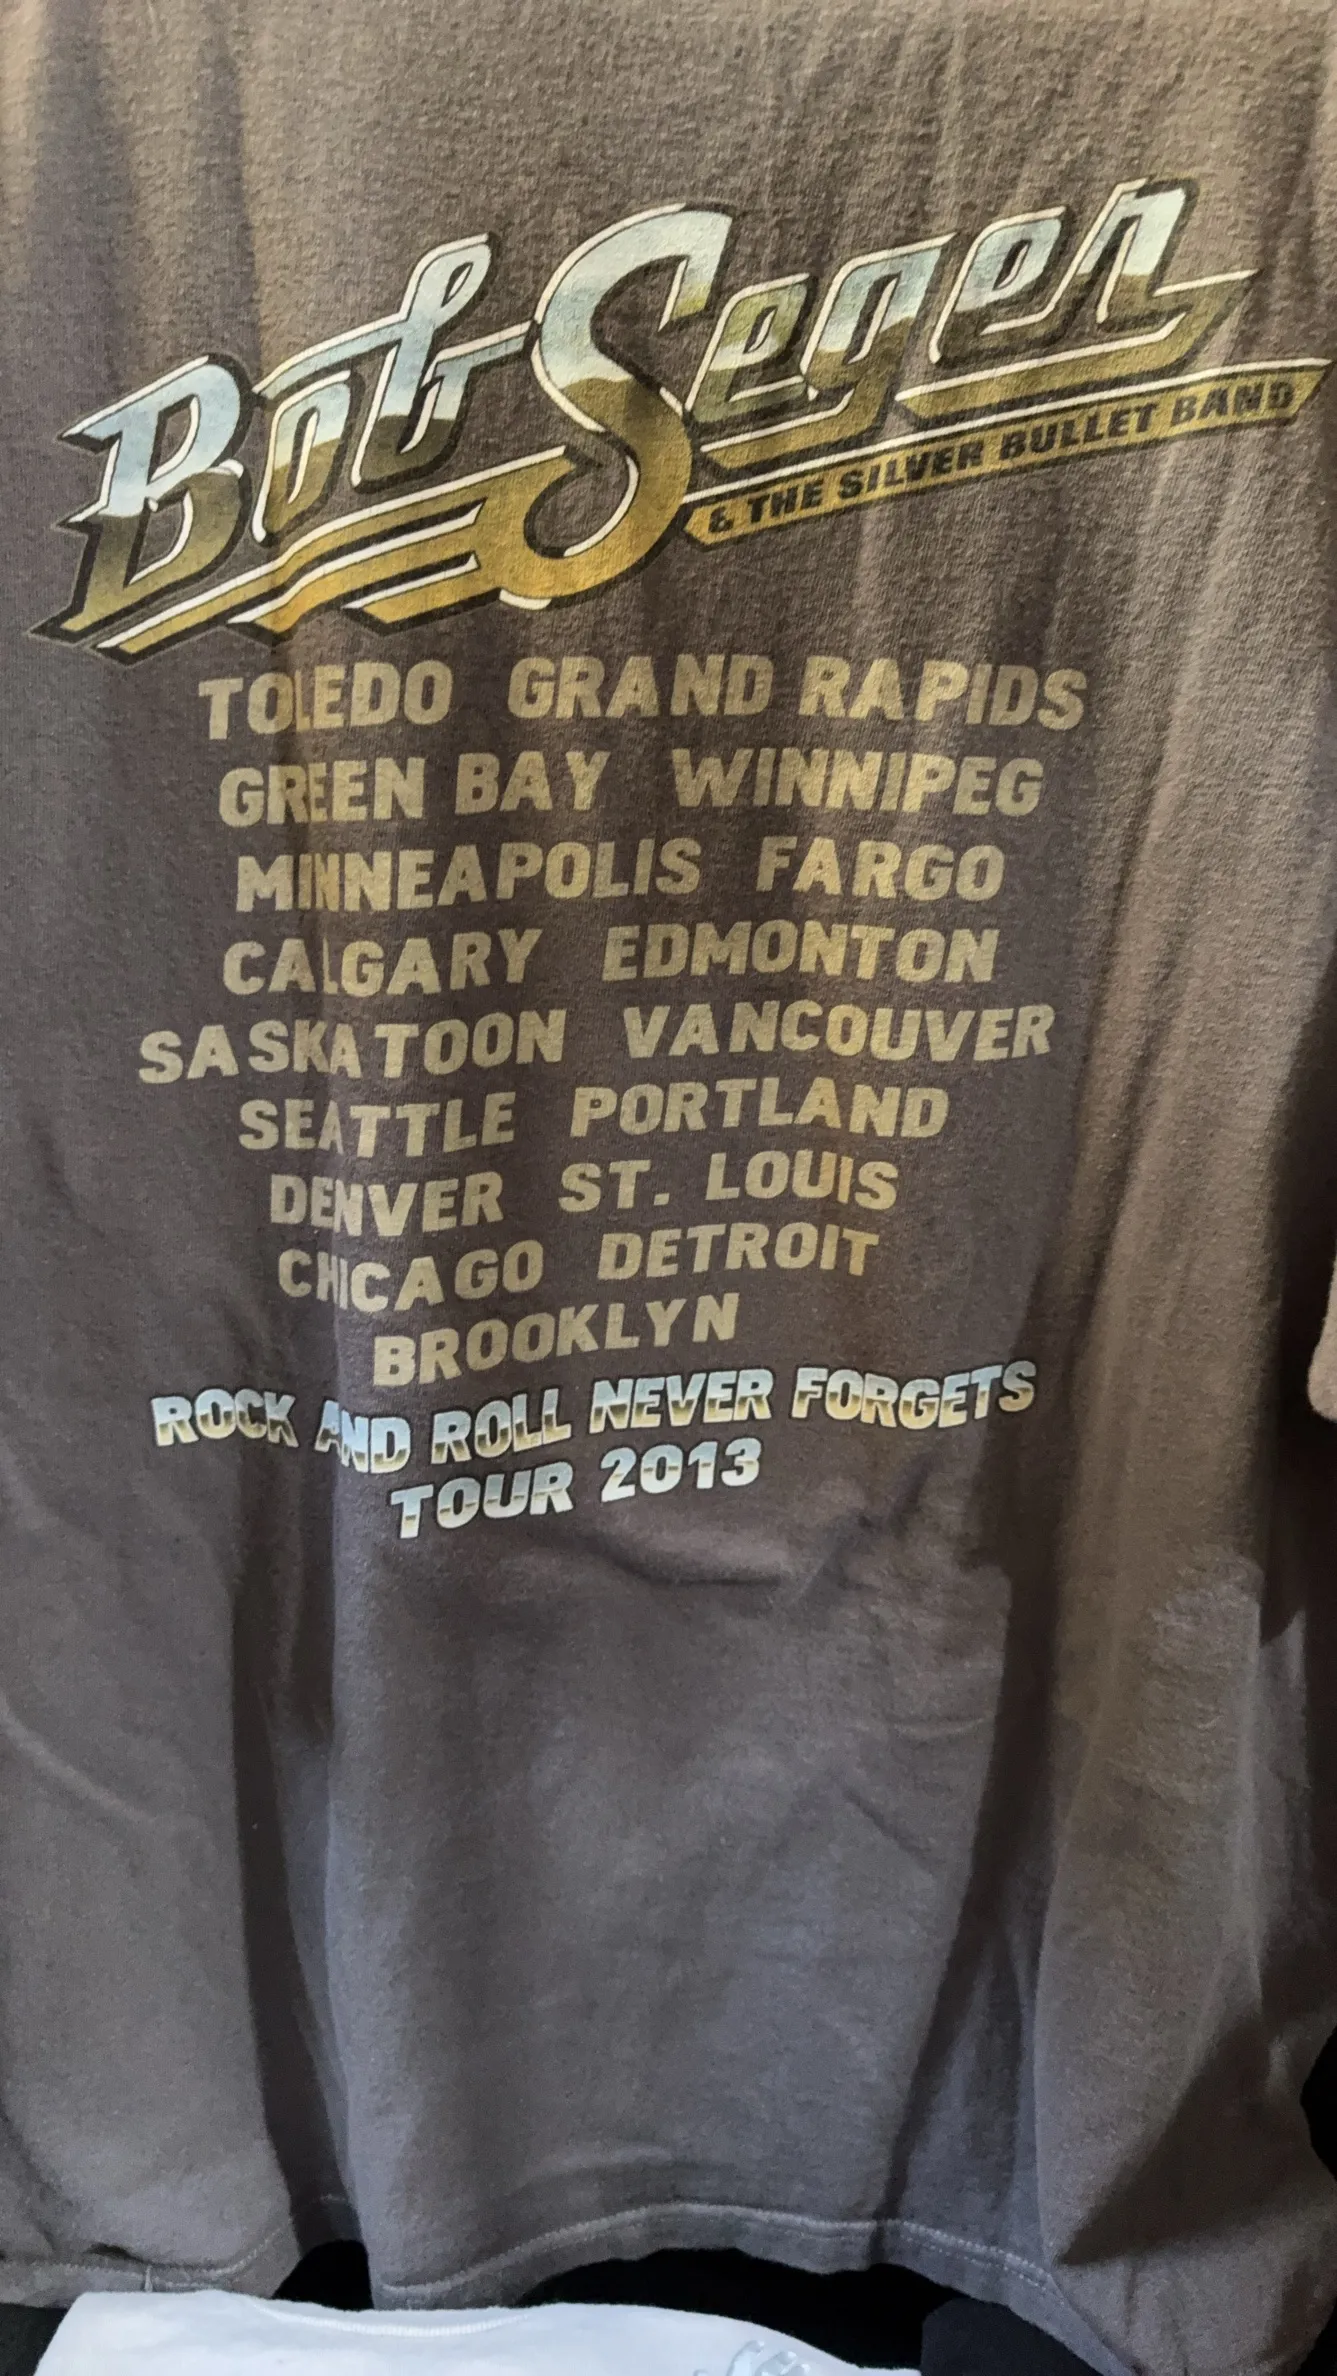 Bob Seger
& THE SILVER BULLET BAND
TOLEDO GRAND RAPIDS
GREEN BAY WINNIPEG
MINNEAPOLIS FARGO
CALGARY EDMONTON
SASKATOON VANCOUVER
SEATTLE PORTLAND
DENVER ST. LOUIS
CHICAGO DETROIT
BROOKLYN
ROCK AND ROLL NEVER FORGETS
TOUR 2013